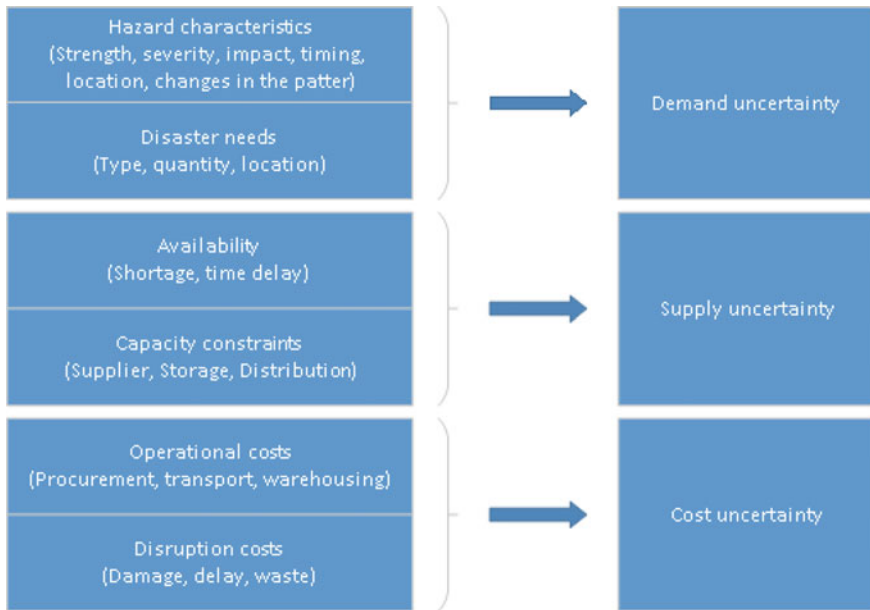 Hazard characteristics
(Strength, severity, impact, timing,
location, changes in the patter)
Disaster needs
(Type, quantity, location)
Demand uncertainty
Availability
(Shortage, time delay)
Capacity constraints
(Supplier, Storage, Distribution)
Supply uncertainty
Operational costs
(Procurement, transport, warehousing)
Disruption costs
(Damage, delay, waste)
Cost uncertainty